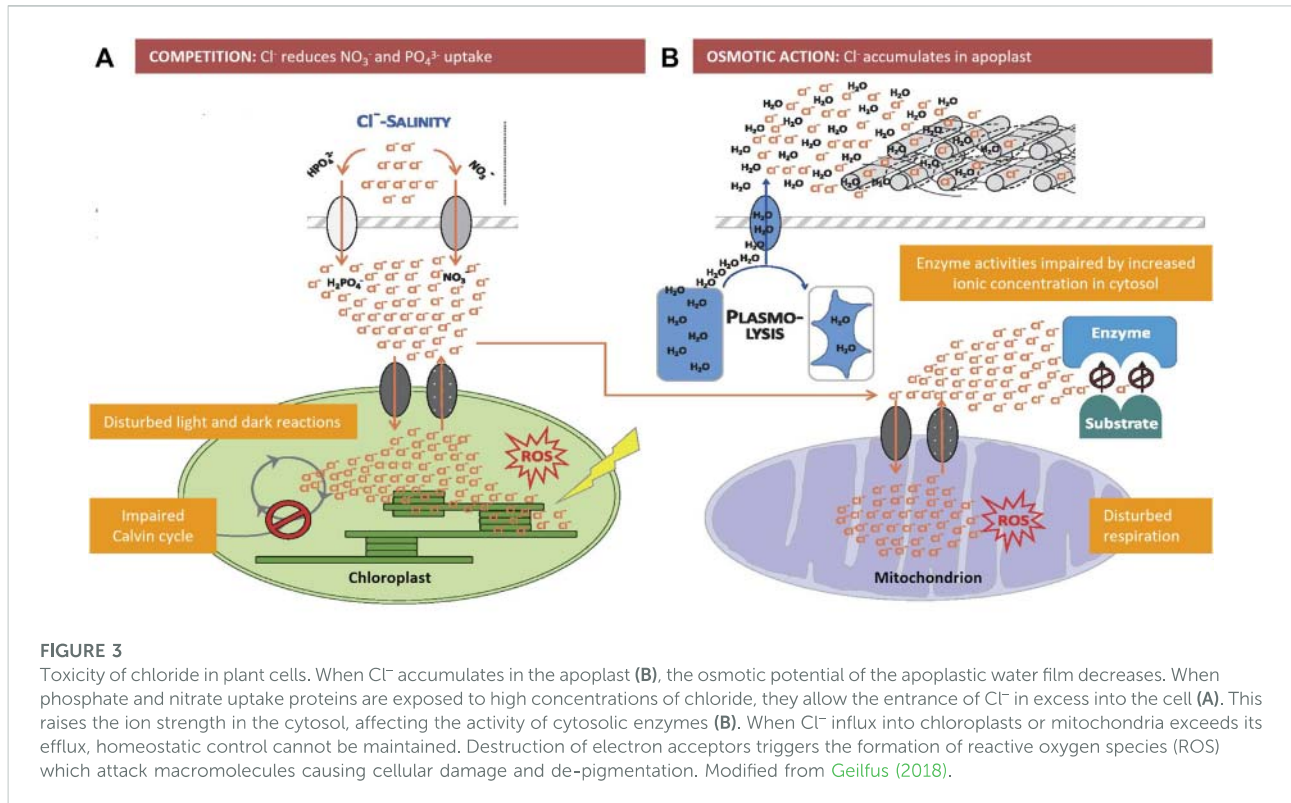 A
COMPETITION: Cl⁻ reduces NO₃⁻ and PO₄³⁻ uptake
Cl⁻-SALINITY
HPO₄²⁻
NO₃⁻
H₂PO₄⁻
NO₃⁻
Cl⁻
Disturbed light and dark reactions
ROS
Impaired
Calvin cycle
Chloroplast
B
OSMOTIC ACTION: Cl⁻ accumulates in apoplast
H₂O
Cl⁻
Enzyme activities impaired by increased
ionic concentration in cytosol
PLASMO-
LYSIS
Enzyme
Substrate
ROS
Disturbed
respiration
Mitochondrion
FIGURE 3
Toxicity of chloride in plant cells. When Cl⁻ accumulates in the apoplast (B), the osmotic potential of the apoplastic water film decreases. When
phosphate and nitrate uptake proteins are exposed to high concentrations of chloride, they allow the entrance of Cl⁻ in excess into the cell (A). This
raises the ion strength in the cytosol, affecting the activity of cytosolic enzymes (B). When Cl⁻ influx into chloroplasts or mitochondria exceeds its
efflux, homeostatic control cannot be maintained. Destruction of electron acceptors triggers the formation of reactive oxygen species (ROS)
which attack macromolecules causing cellular damage and de-pigmentation. Modified from Geilfus (2018).